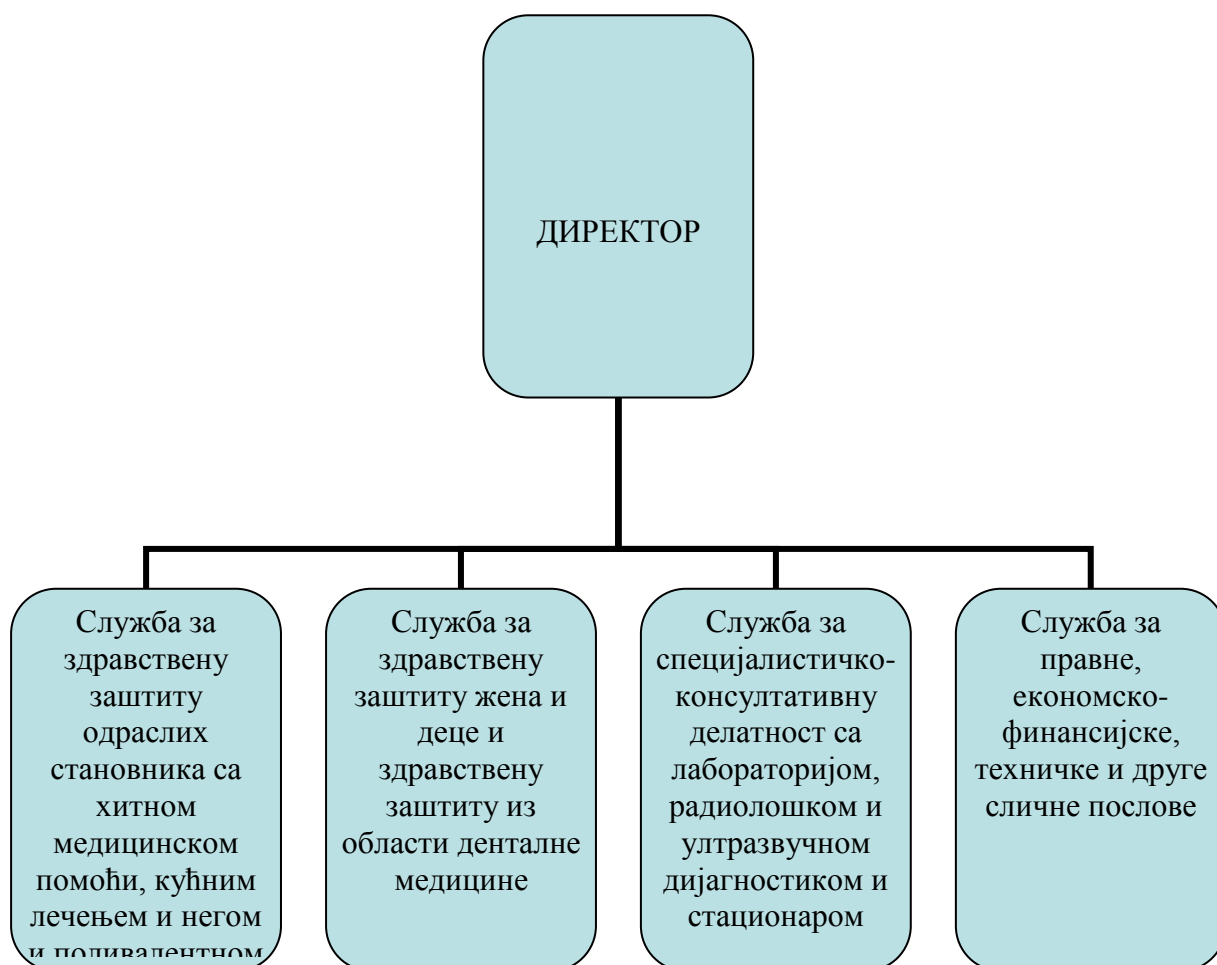 ДИРЕКТОР
Служба за
здравствену
заштиту
одраслих
становника са
хитном
медицинском
помоћи, кућним
лечењем и негом
и поливалентном
Служба за
здравствену
заштиту жена и
деце и
здравствену
заштиту из
области денталне
медицине
Служба за
специјалистичко-
консултативну
делатност са
лабораторијом,
радиолошком и
ултразвучном
дијагностиком и
стационаром
Служба за
правне,
економско-
финансијске,
техничке и друге
сличне послове